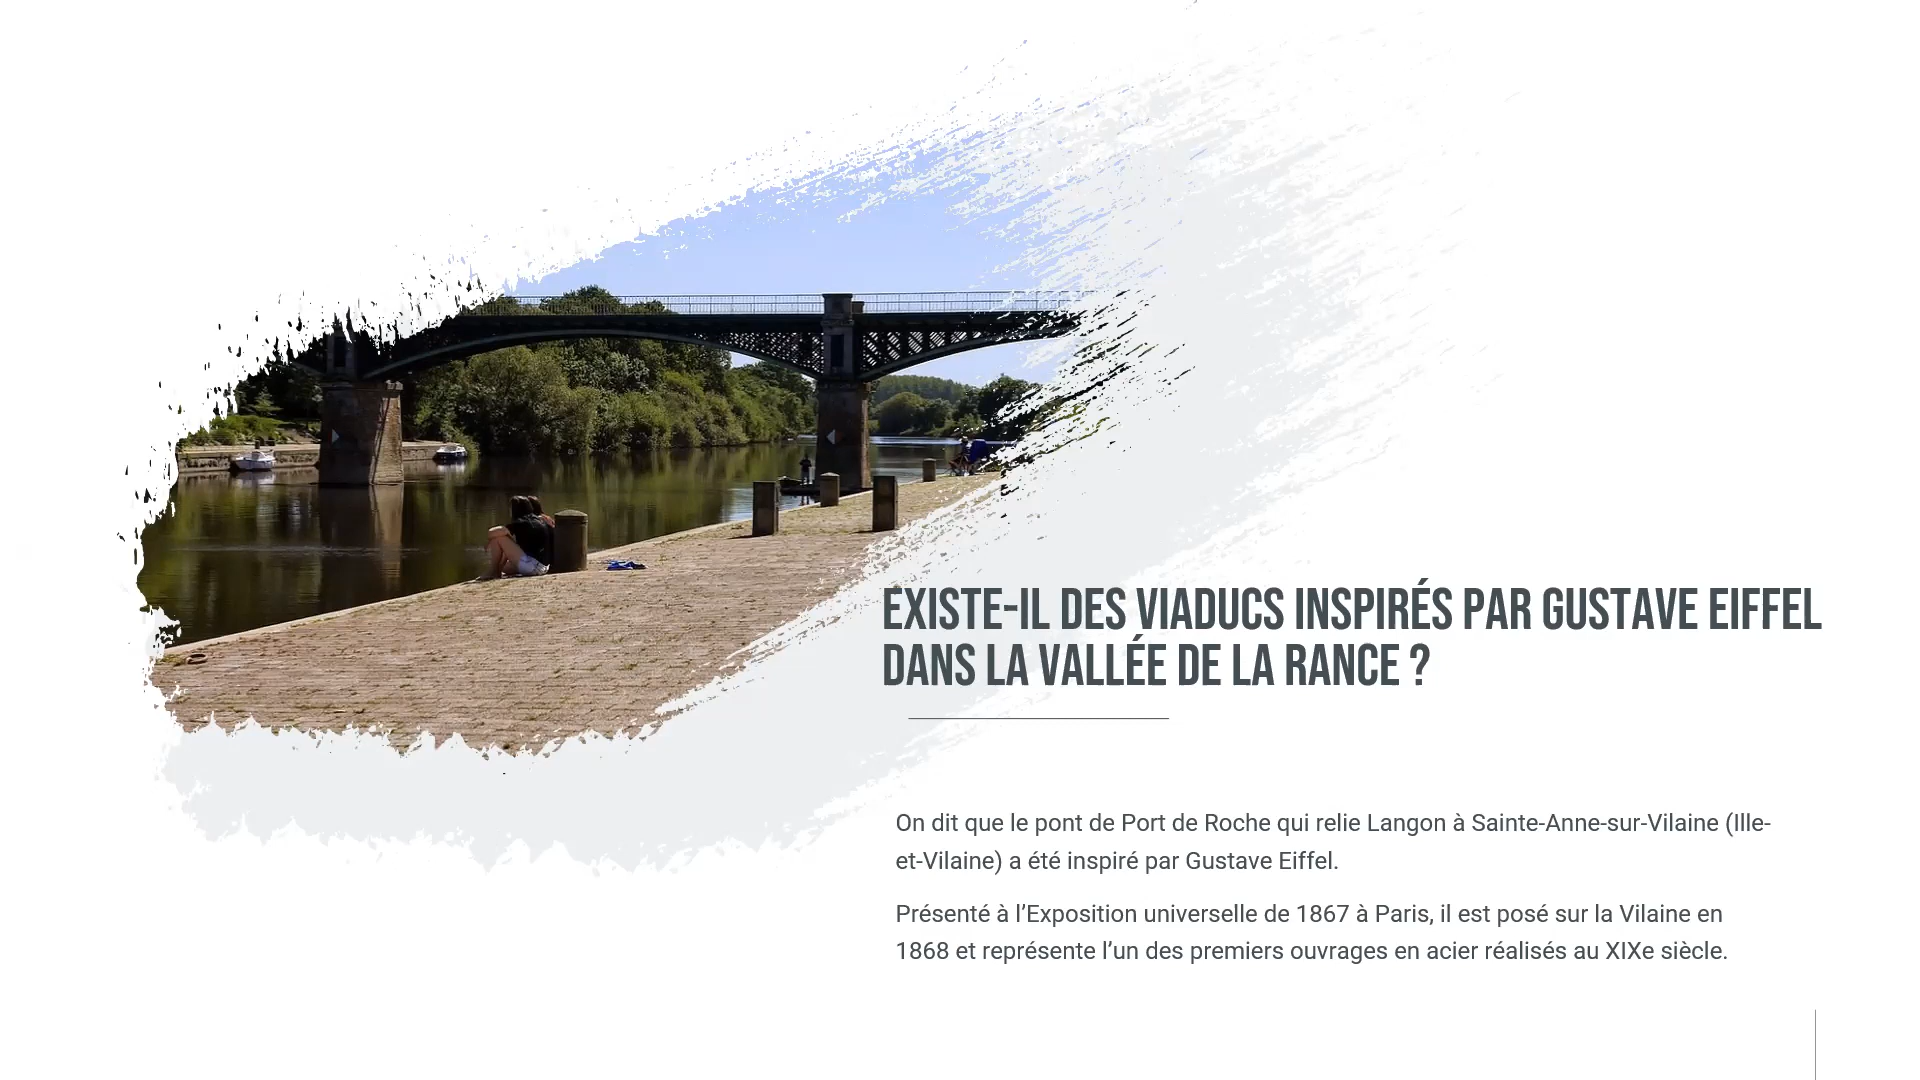 EXISTE-IL DES VIADUCS INSPIRÉS PAR GUSTAVE EIFFEL
DANS LA VALLÉE DE LA RANCE ?
On dit que le pont de Port de Roche qui relie Langon à Sainte-Anne-sur-Vilaine (Ille-
et-Vilaine) a été inspiré par Gustave Eiffel.
Présenté à l’Exposition universelle de 1867 à Paris, il est posé sur la Vilaine en
1868 et représente l’un des premiers ouvrages en acier réalisés au XIXe siècle.